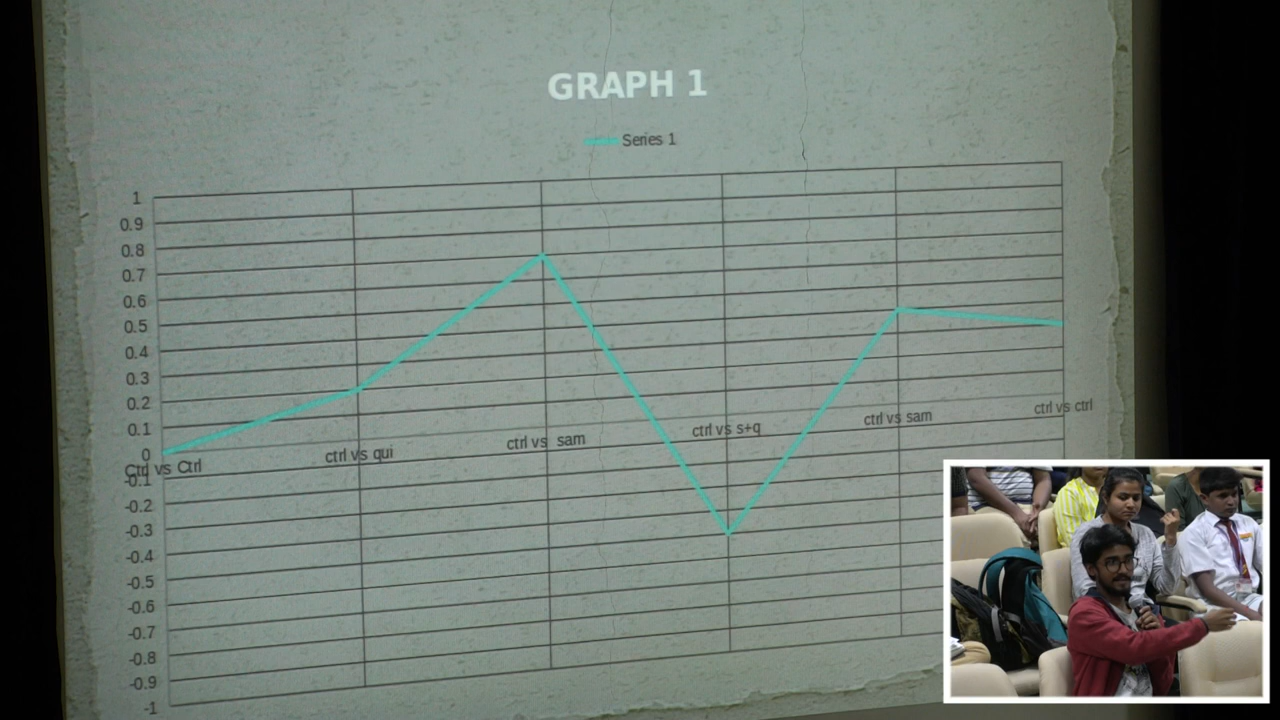 GRAPH 1
Series 1
1
0.9
0.8
0.7
0.6
0.5
0.4
0.3
0.2
0.1
0
-0.1
-0.2
-0.3
-0.4
-0.5
-0.6
-0.7
-0.8
-0.9
-1
Ctrl vs Ctrl
ctrl vs qui
ctrl vs sam
ctrl vs s+q
ctrl vs sam
ctrl vs ctrl